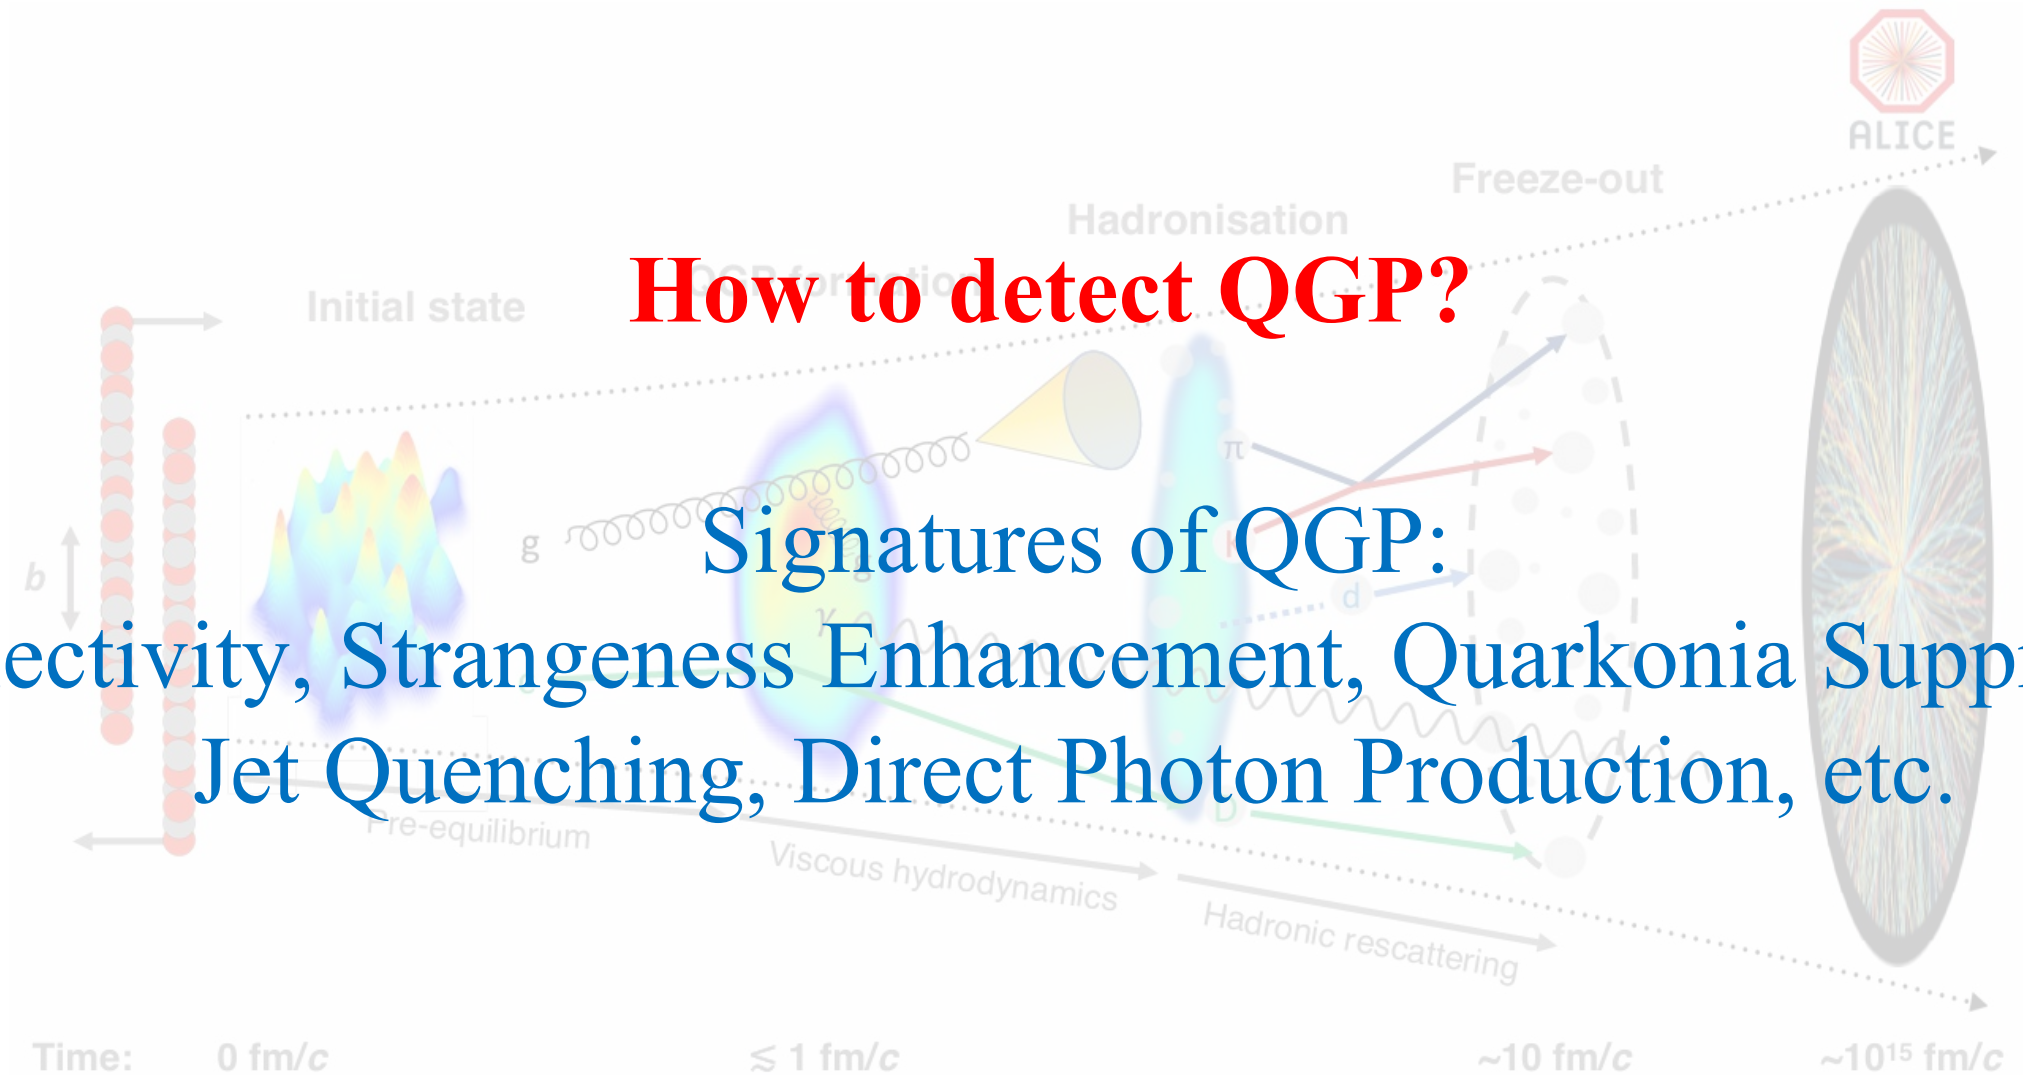 ALICE
Freeze-out
Hadronisation
QGP formation
How to detect QGP?
Initial state
π
K
g
g
Signatures of QGP:
b
d
γ
ectivity, Strangeness Enhancement, Quarkonia Supp
Jet Quenching, Direct Photon Production, etc.
D
Pre-equilibrium
Viscous hydrodynamics
Hadronic rescattering
Time: 0 fm/c ≲ 1 fm/c ~10 fm/c ~10¹⁵ fm/c